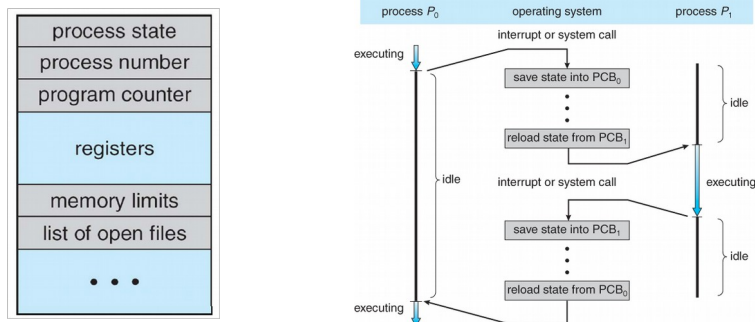 process state
process number
program counter
registers
memory limits
list of open files
• • •
process P0 operating system process P1
interrupt or system call
executing
save state into PCB0
idle
reload state from PCB1
idle
interrupt or system call
executing
save state into PCB1
idle
reload state from PCB0
executing